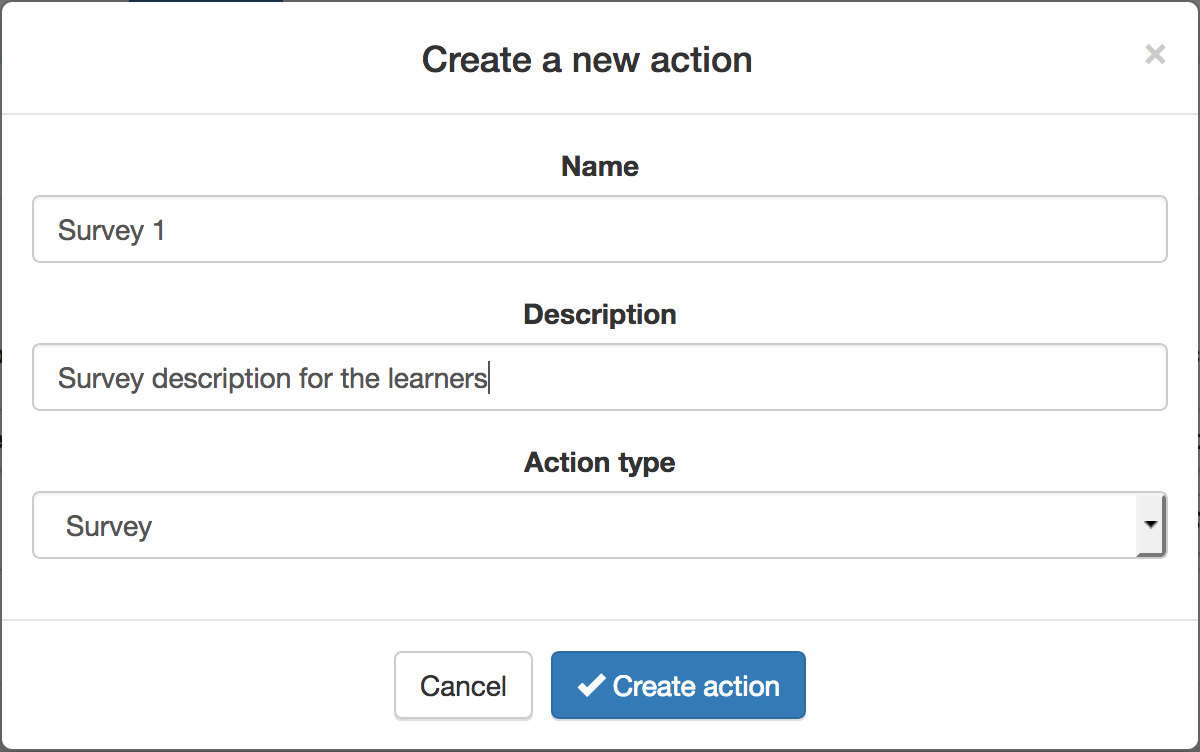 Create a new action
×
Name
Survey 1
Description
Survey description for the learners
Action type
Survey
Cancel
Create action